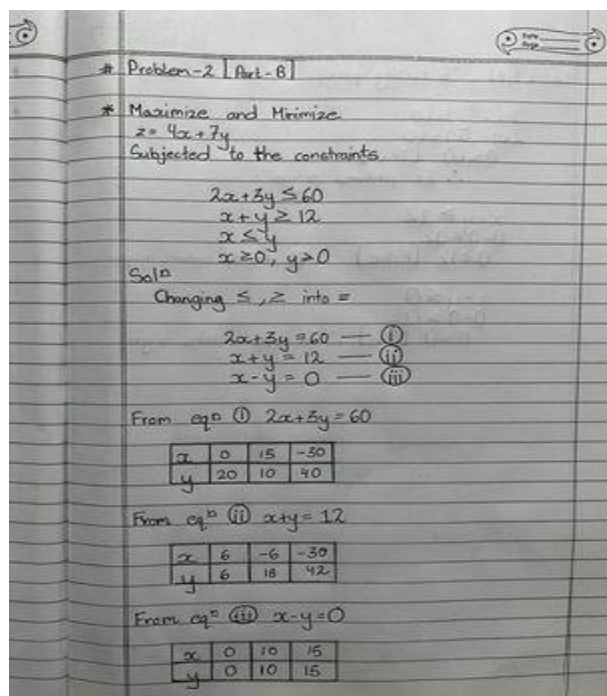 Date
Page
# Problem-2 [Part-B]
* Maximize and Minimize
z = 4x + 7y
Subjected to the constraints
2x + 3y ≤ 60
x + y ≥ 12
x ≤ y
x ≥ 0, y ≥ 0
Solⁿ
Changing ≤, ≥ into =
2x + 3y = 60 — (i)
x + y = 12 — (ii)
x - y = 0 — (iii)
From eqⁿ (i) 2x + 3y = 60
x 0 15 -30
y 20 10 40
From eqⁿ (ii) x+y = 12
x 6 -6 -30
y 6 18 42
From eqⁿ (iii) x-y=0
x 0 10 15
y 0 10 15